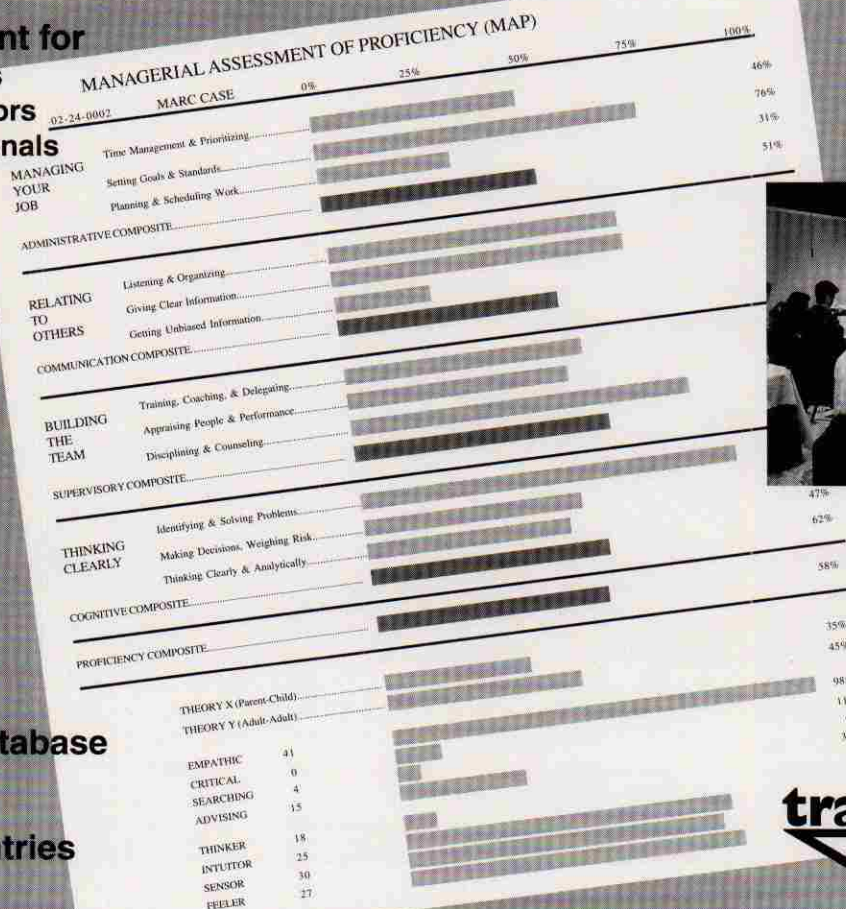 nt for
s
ors
nals
MANAGERIAL ASSESSMENT OF PROFICIENCY (MAP)
02-24-0002 MARC CASE 0% 25% 50% 75% 100%
MANAGING
YOUR
JOB
Time Management & Prioritizing 46%
Setting Goals & Standards 76%
Planning & Scheduling Work 31%
ADMINISTRATIVE COMPOSITE 51%
RELATING
TO
OTHERS
Listening & Organizing
Giving Clear Information
Getting Unbiased Information
COMMUNICATION COMPOSITE
BUILDING
THE
TEAM
Training, Coaching, & Delegating
Appraising People & Performance
Disciplining & Counseling
SUPERVISORY COMPOSITE
THINKING
CLEARLY
Identifying & Solving Problems
Making Decisions, Weighing Risk
Thinking Clearly & Analytically 47%
COGNITIVE COMPOSITE 62%
PROFICIENCY COMPOSITE 58%
THEORY X (Parent-Child) 35%
THEORY Y (Adult-Adult) 45%
EMPATHIC 41 98
CRITICAL 0 11
SEARCHING 4
ADVISING 15 3
THINKER 18
INTUITOR 25
SENSOR 30
FEELER 27
tabase
tries
tra